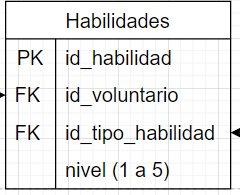 Habilidades
PK id_habilidad
FK id_voluntario
FK id_tipo_habilidad
nivel (1 a 5)